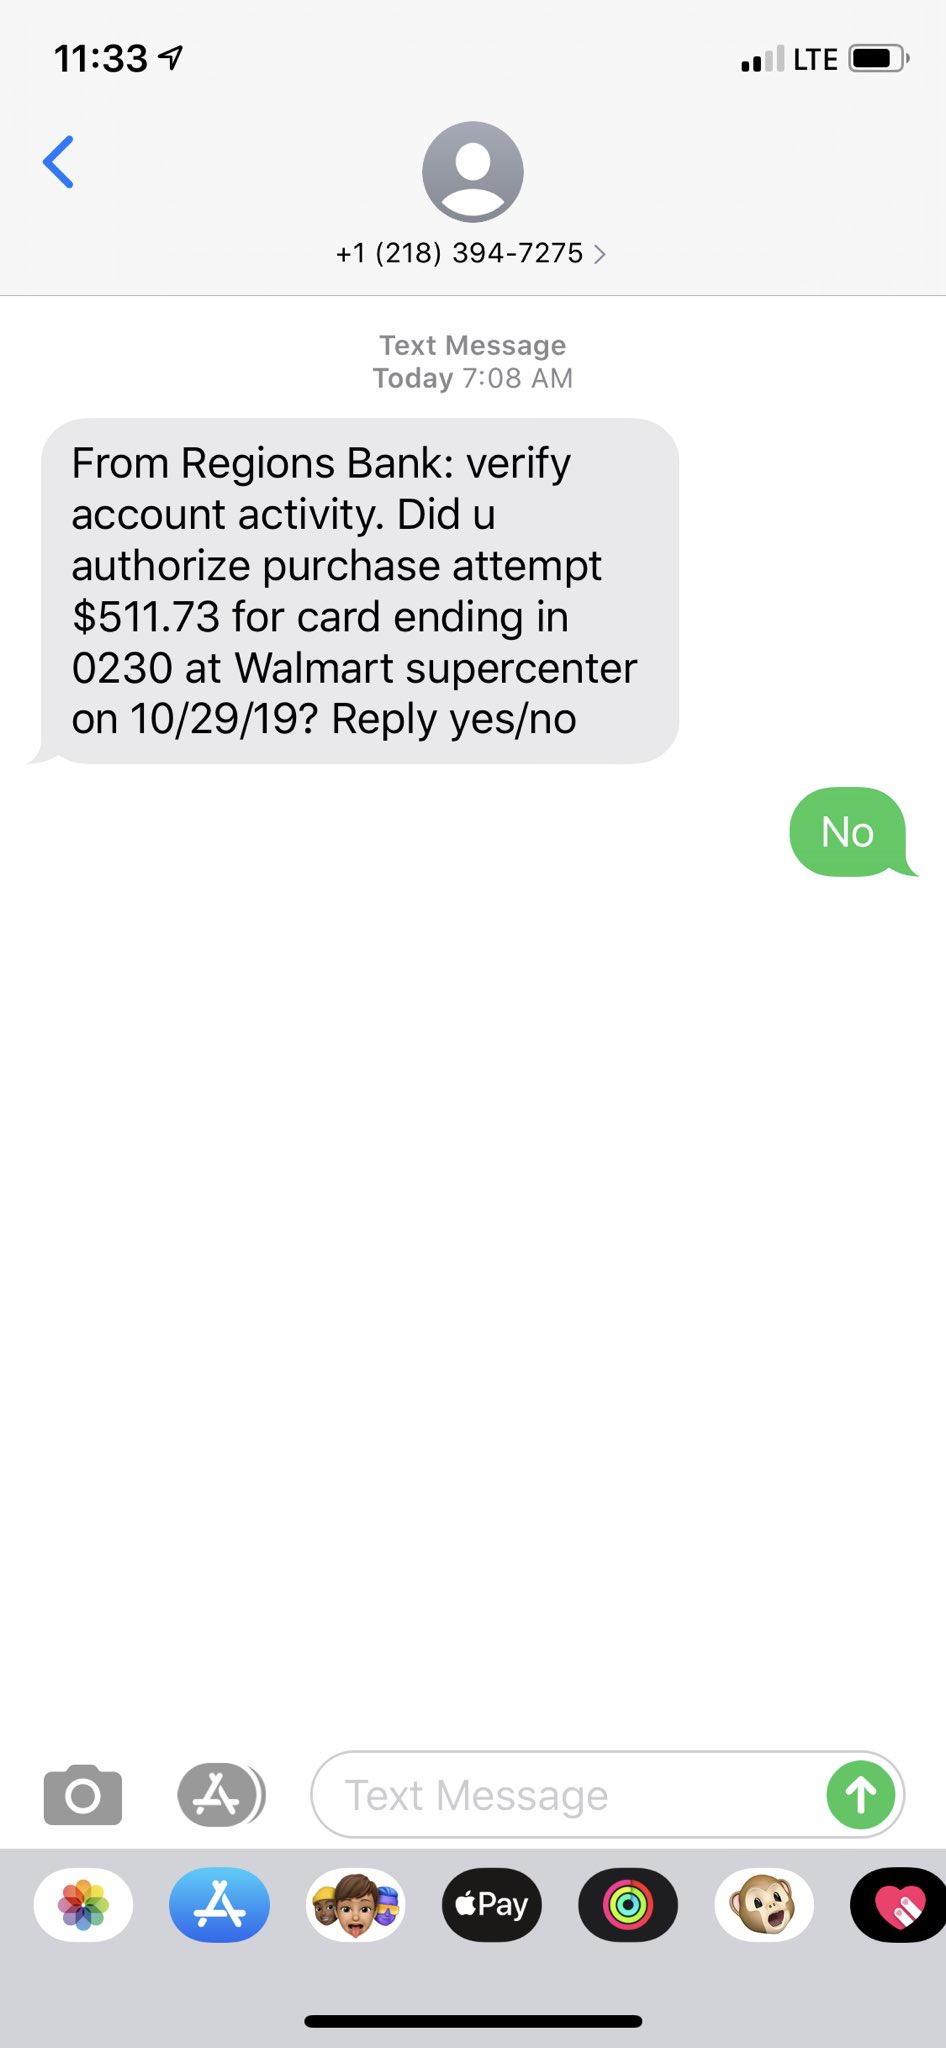 11:33 LTE
+1 (218) 394-7275
Text Message
Today 7:08 AM
From Regions Bank: verify
account activity. Did u
authorize purchase attempt
$511.73 for card ending in
0230 at Walmart supercenter
on 10/29/19? Reply yes/no
No
Text Message
Pay